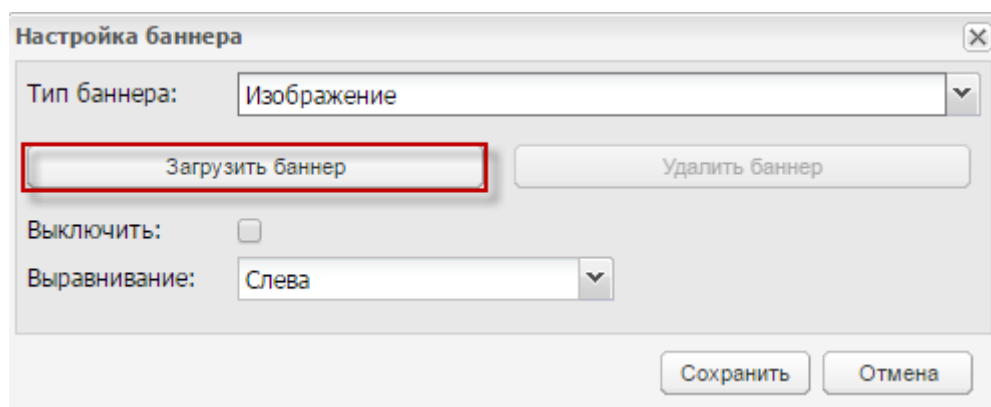 Настройка баннера
Тип баннера: Изображение
Загрузить баннер Удалить баннер
Выключить:
Выравнивание: Слева
Сохранить Отмена